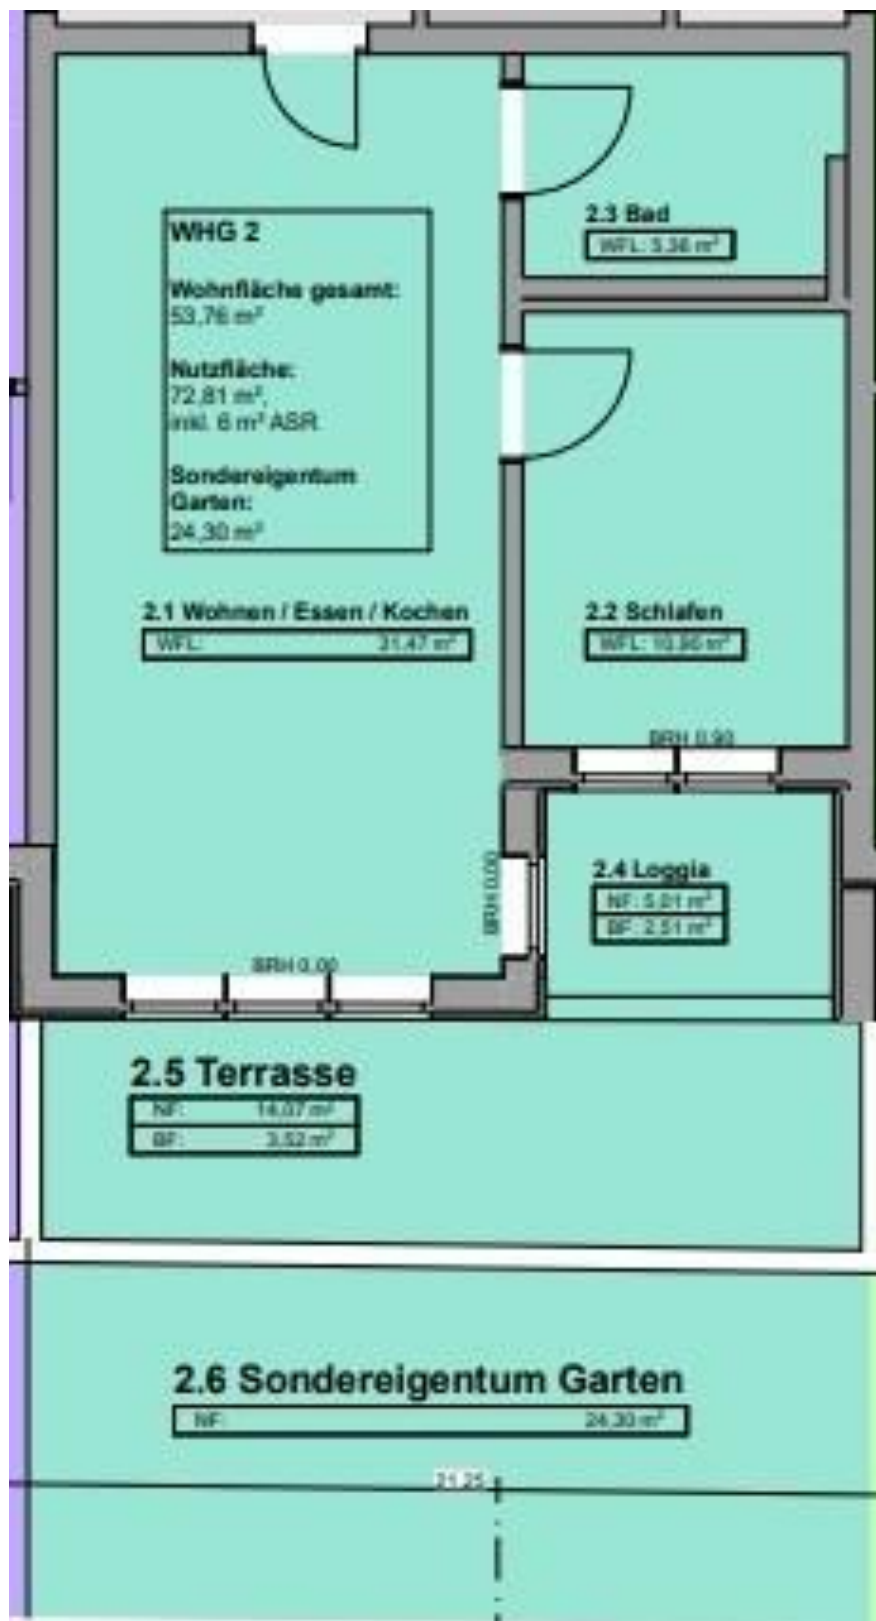 WHG 2
Wohnfläche gesamt:
53,76 m²
Nutzfläche:
72,81 m²,
inkl. 6 m² ASR
Sondereigentum
Garten:
24,30 m²
2.3 Bad
WFL: 5,36 m²
2.1 Wohnen / Essen / Kochen
WFL: 31,47 m²
2.2 Schlafen
WFL: 10,95 m²
BRH 0.90
2.4 Loggia
NF: 5,01 m²
BF: 2,51 m²
BRH 0.00
BRH 0.00
2.5 Terrasse
NF: 14,07 m²
BF: 3,52 m²
2.6 Sondereigentum Garten
NF: 24,30 m²
21.25